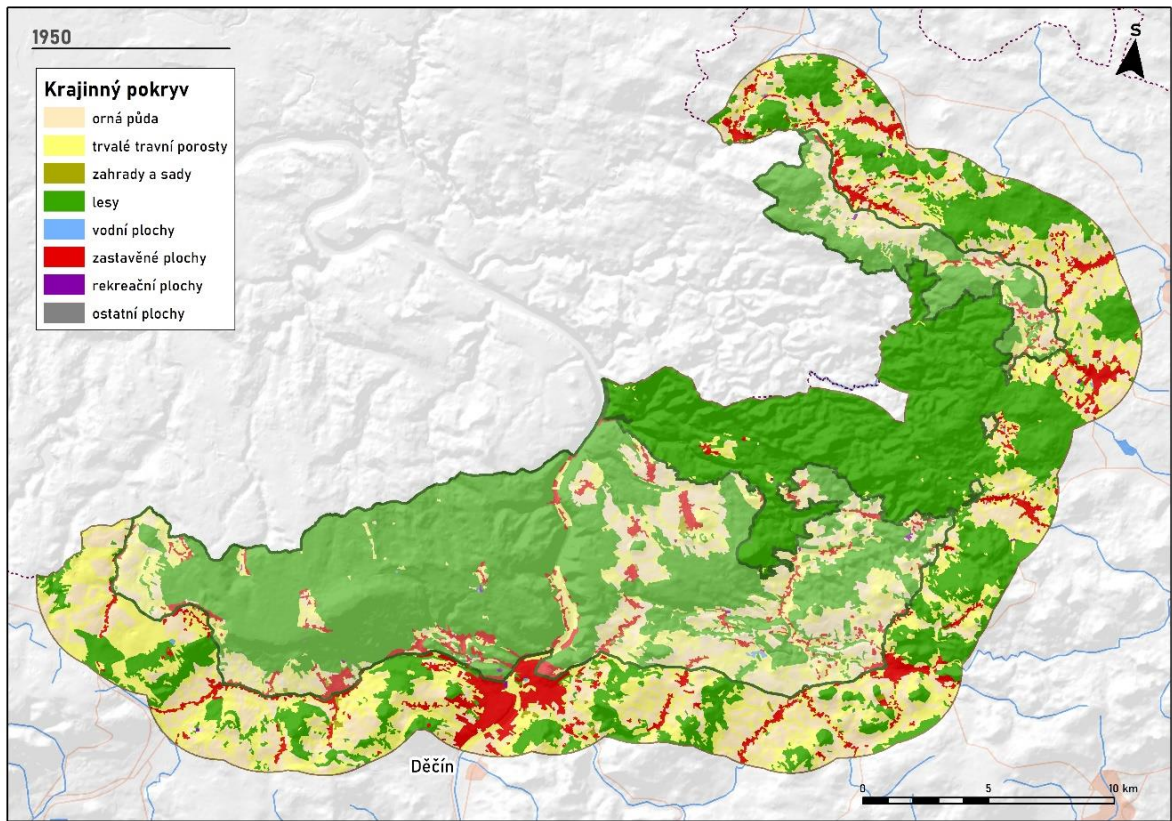 1950
S
Krajinný pokryv
orná půda
trvalé travní porosty
zahrady a sady
lesy
vodní plochy
zastavěné plochy
rekreační plochy
ostatní plochy
Děčín
0 5 10 km